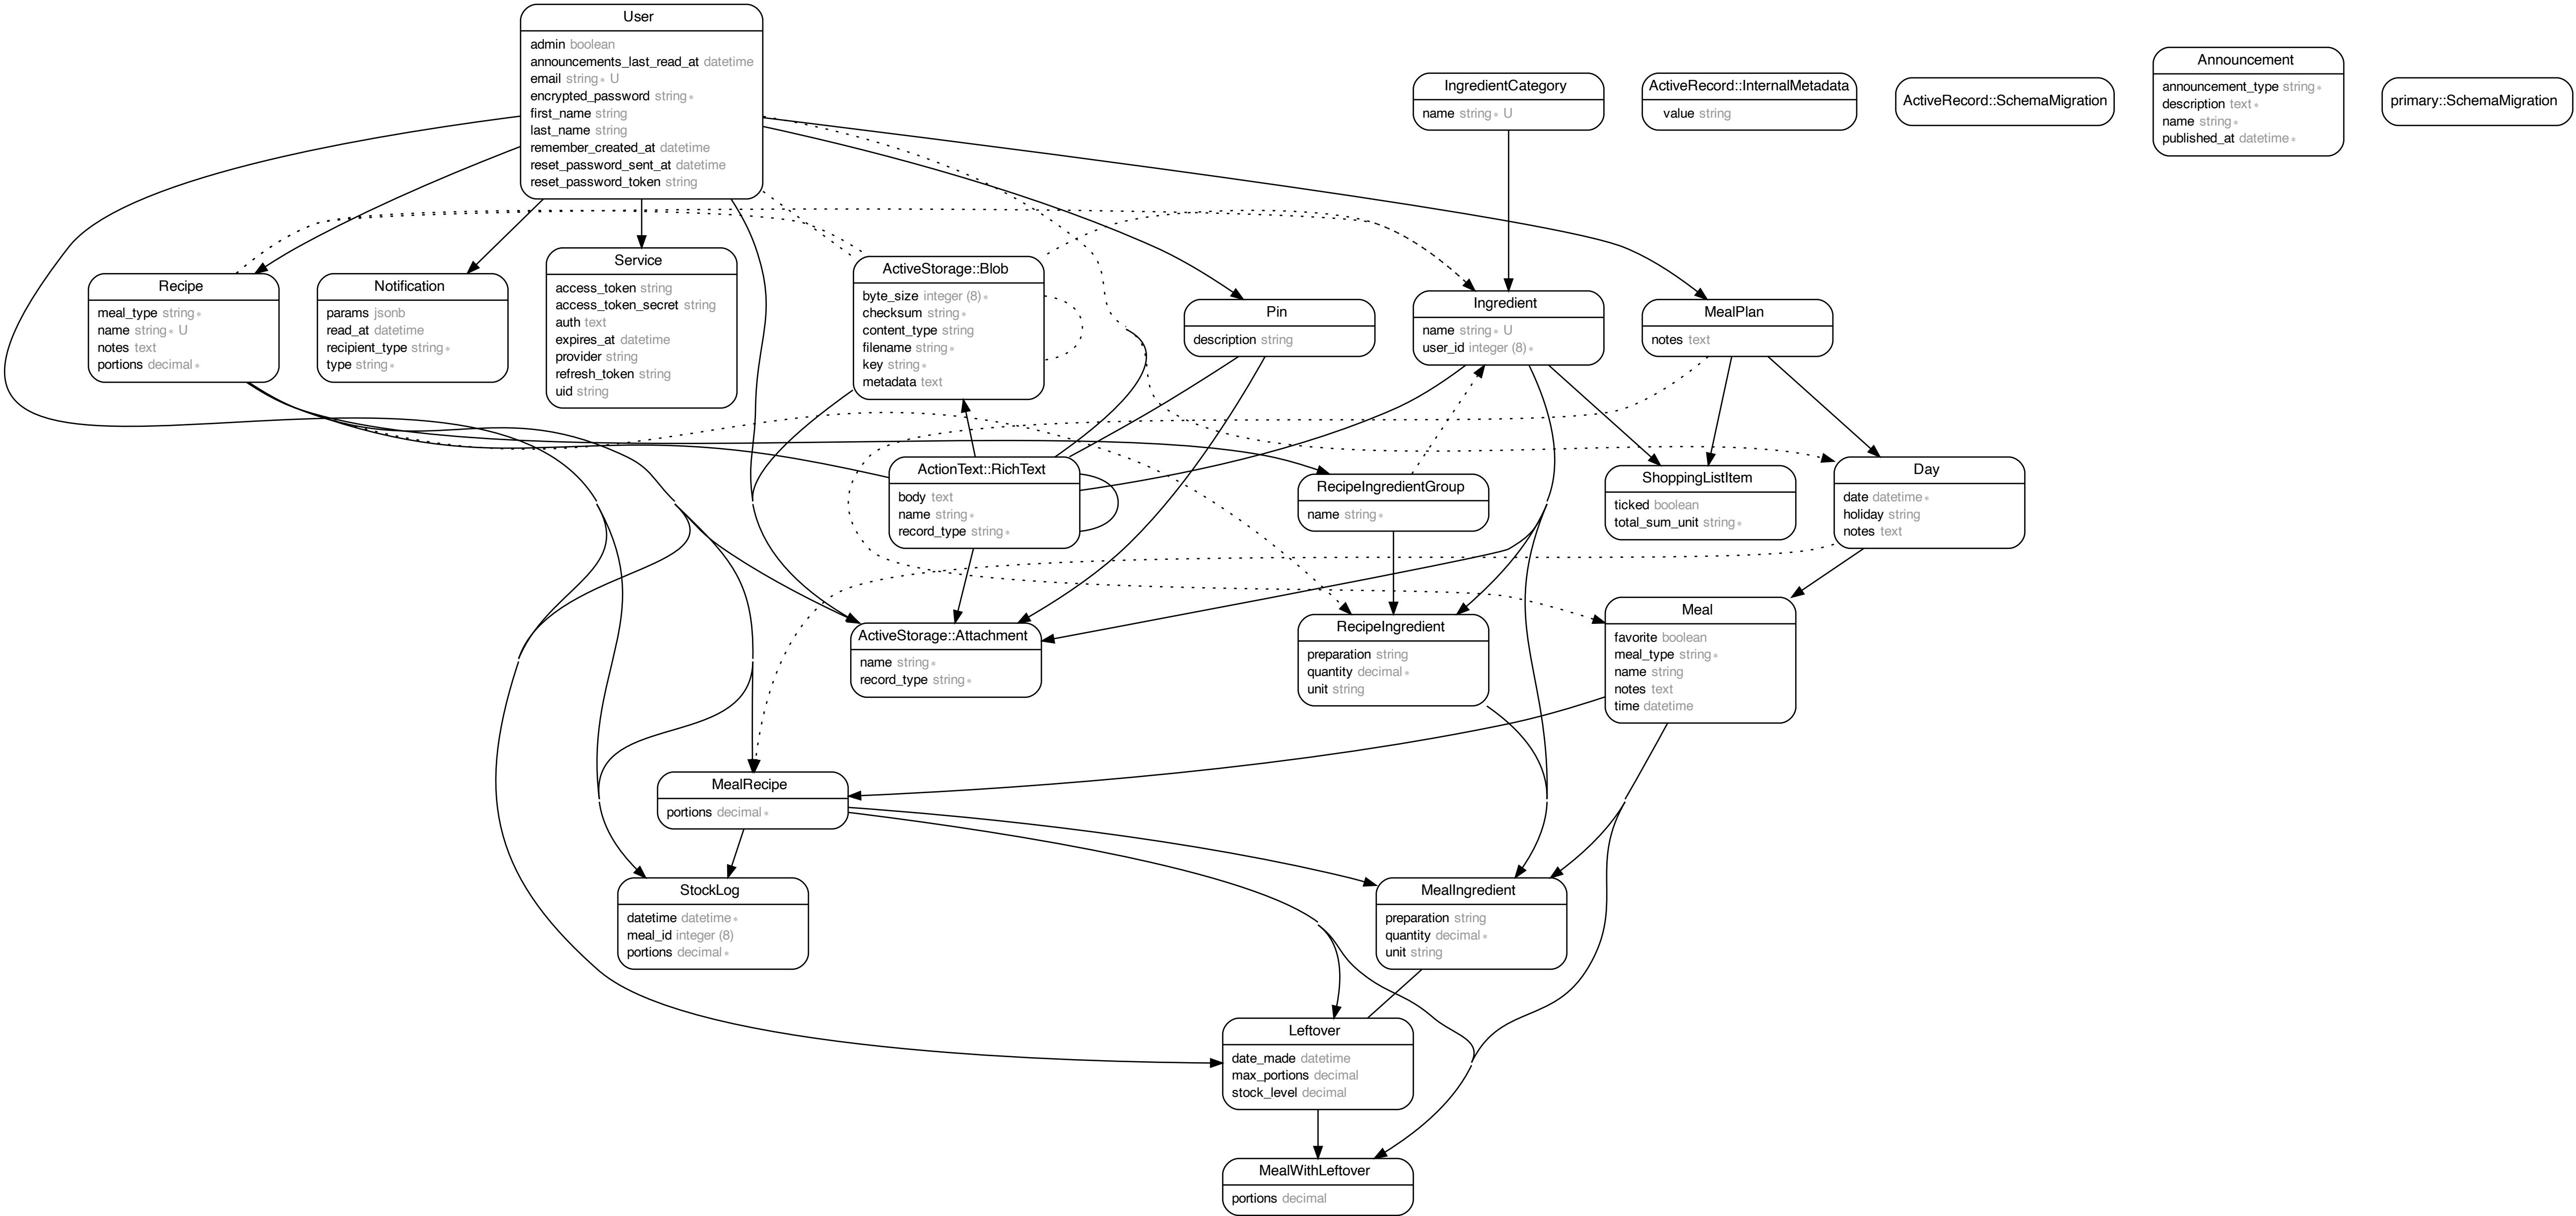 User
admin boolean
announcements_last_read_at datetime
email string∗ U
encrypted_password string∗
first_name string
last_name string
remember_created_at datetime
reset_password_sent_at datetime
reset_password_token string
IngredientCategory
name string∗ U
ActiveRecord::InternalMetadata
value string
ActiveRecord::SchemaMigration
Announcement
announcement_type string∗
description text∗
name string∗
published_at datetime∗
primary::SchemaMigration
Recipe
meal_type string∗
name string∗ U
notes text
portions decimal∗
Notification
params jsonb
read_at datetime
recipient_type string∗
type string∗
Service
access_token string
access_token_secret string
auth text
expires_at datetime
provider string
refresh_token string
uid string
ActiveStorage::Blob
byte_size integer (8)∗
checksum string∗
content_type string
filename string∗
key string∗
metadata text
Pin
description string
Ingredient
name string∗ U
user_id integer (8)∗
MealPlan
notes text
ActionText::RichText
body text
name string∗
record_type string∗
RecipeIngredientGroup
name string∗
ShoppingListItem
ticked boolean
total_sum_unit string∗
Day
date datetime∗
holiday string
notes text
ActiveStorage::Attachment
name string∗
record_type string∗
RecipeIngredient
preparation string
quantity decimal∗
unit string
Meal
favorite boolean
meal_type string∗
name string
notes text
time datetime
MealRecipe
portions decimal∗
StockLog
datetime datetime∗
meal_id integer (8)
portions decimal∗
MealIngredient
preparation string
quantity decimal∗
unit string
Leftover
date_made datetime
max_portions decimal
stock_level decimal
MealWithLeftover
portions decimal